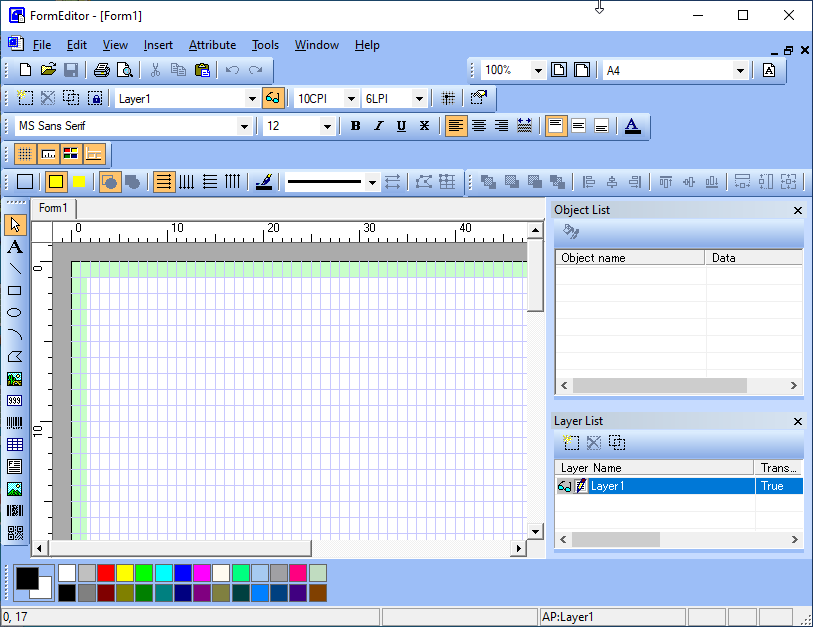 FormEditor - [Form1]
File Edit View Insert Attribute Tools Window Help
100% A4 A
Layer1 10CPI 6LPI
MS Sans Serif 12 B I U X A
Form1
0 10 20 30 40
0
10
A
999
Object List
Object name Data
Layer List
Layer Name Trans...
Layer1 True
0, 17 AP:Layer1